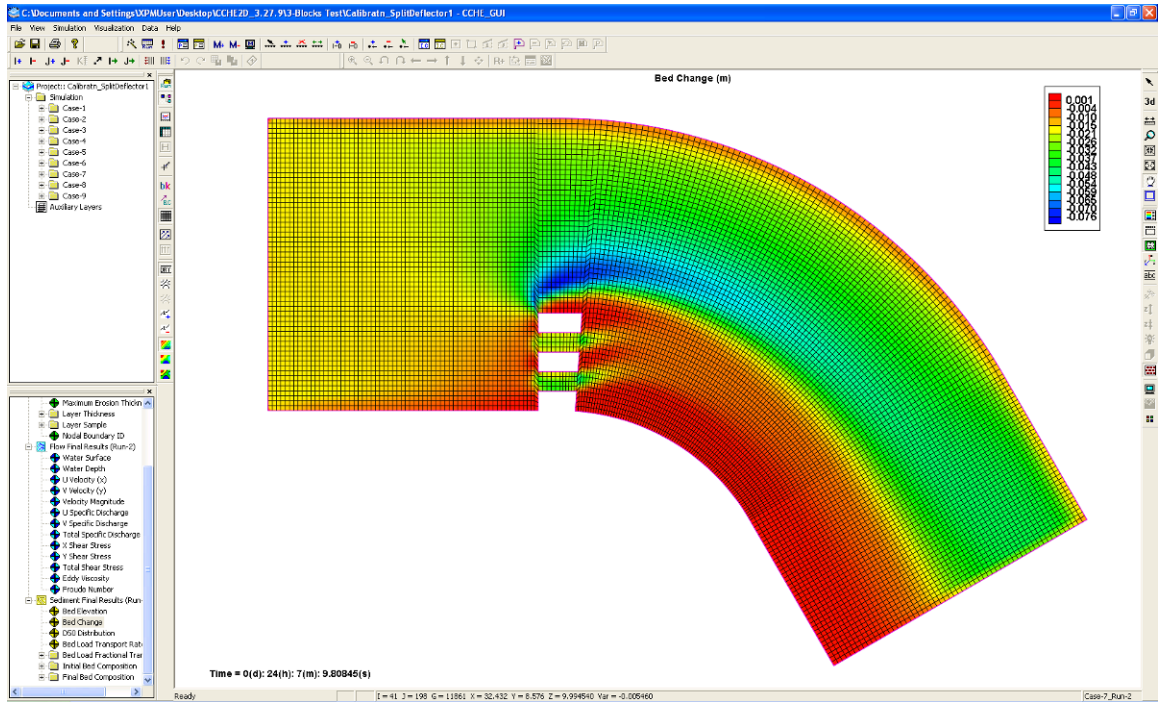 C:\Documents and Settings\XPMUser\Desktop\CCHE2D_3.27.9\3-Blocks Test\Calibratn_SplitDeflector1 - CCHE_GUI
File View Simulation Visualization Data Help
Project:: Calibratn_SplitDeflector1
Simulation
Case-1
Case-2
Case-3
Case-4
Case-5
Case-6
Case-7
Case-8
Case-9
Auxiliary Layers
bk
3d
abc
Bed Change (m)
0.001
-0.004
-0.010
-0.015
-0.021
-0.026
-0.032
-0.037
-0.043
-0.048
-0.054
-0.059
-0.065
-0.070
-0.076
Maximum Erosion Thickn
Layer Thickness
Layer Sample
Nodal Boundary ID
Flow Final Results (Run-2)
Water Surface
Water Depth
U Velocity (x)
V Velocity (y)
Velocity Magnitude
U Specific Discharge
V Specific Discharge
Total Specific Discharge
X Shear Stress
Y Shear Stress
Total Shear Stress
Eddy Viscosity
Froude Number
Sediment Final Results (Run-
Bed Elevation
Bed Change
D50 Distribution
Bed Load Transport Rat
Bed Load Fractional Tran
Initial Bed Composition
Final Bed Composition
Time = 0(d): 24(h): 7(m): 9.80845(s)
Ready
I = 41 J = 198 G = 11861 X = 32.432 Y = 8.576 Z = 9.994540 Var = -0.005460
Case-7_Run-2